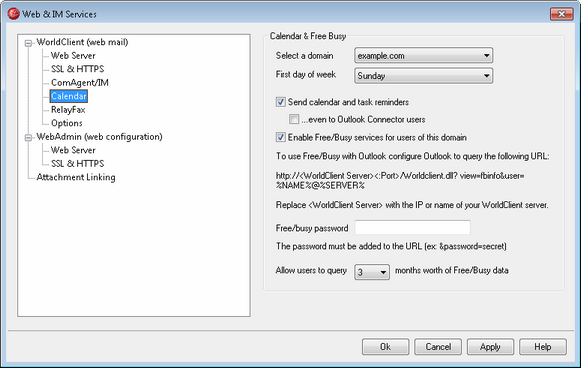 Web & IM Services
WorldClient (web mail)
Web Server
SSL & HTTPS
ComAgent/IM
Calendar
RelayFax
Options
WebAdmin (web configuration)
Web Server
SSL & HTTPS
Attachment Linking
Calendar & Free Busy
Select a domain
example.com
First day of week
Sunday
Send calendar and task reminders
...even to Outlook Connector users
Enable Free/Busy services for users of this domain
To use Free/Busy with Outlook configure Outlook to query the following URL:
http://<WorldClient Server><:Port>/Worldclient.dll? view=fbinfo&user=
%NAME%@%SERVER%
Replace <WorldClient Server> with the IP or name of your WorldClient server.
Free/busy password
The password must be added to the URL (ex: &password=secret)
Allow users to query 3 months worth of Free/Busy data
Ok Cancel Apply Help